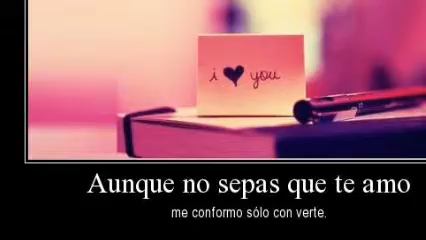 i ♥ you
Aunque no sepas que te amo
me conformo sólo con verte.